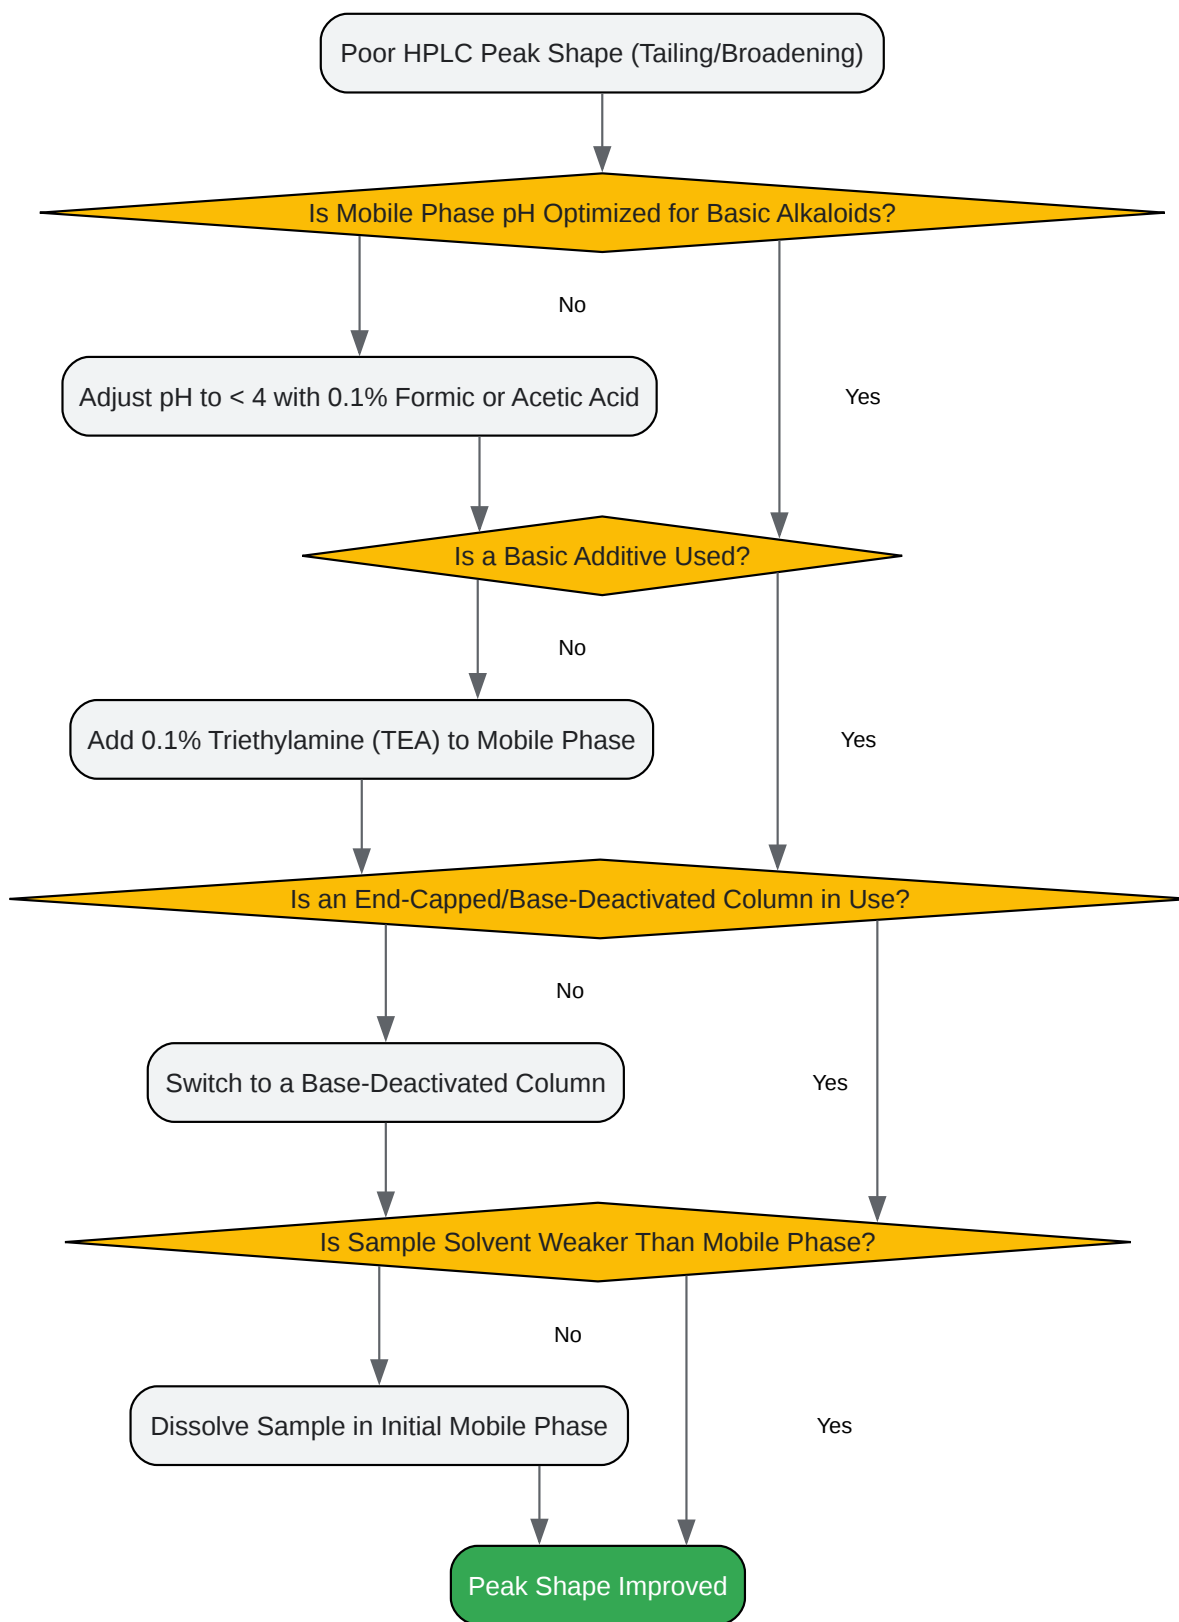 Poor HPLC Peak Shape (Tailing/Broadening)
Is Mobile Phase pH Optimized for Basic Alkaloids?
No
Adjust pH to < 4 with 0.1% Formic or Acetic Acid
Yes
Is a Basic Additive Used?
No
Add 0.1% Triethylamine (TEA) to Mobile Phase
Yes
Is an End-Capped/Base-Deactivated Column in Use?
No
Switch to a Base-Deactivated Column
Yes
Is Sample Solvent Weaker Than Mobile Phase?
No
Dissolve Sample in Initial Mobile Phase
Yes
Peak Shape Improved